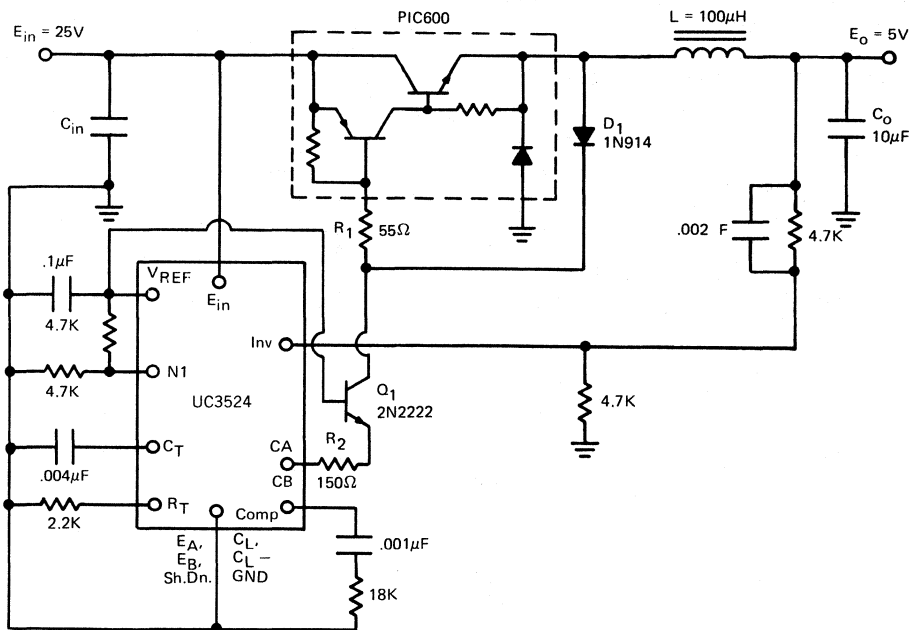 PIC600
L = 100μH
E_in = 25V
E_o = 5V
C_in
D_1
1N914
C_o
10μF
R_1
55Ω
.002 F
4.7K
.1μF
V_REF
E_in
4.7K
Inv
N1
4.7K
UC3524
Q_1
2N2222
4.7K
C_T
CA
R_2
.004μF
CB
150Ω
R_T
Comp
2.2K
E_A,
C_L,
E_B,
C_L –
Sh.Dn.
GND
.001μF
18K